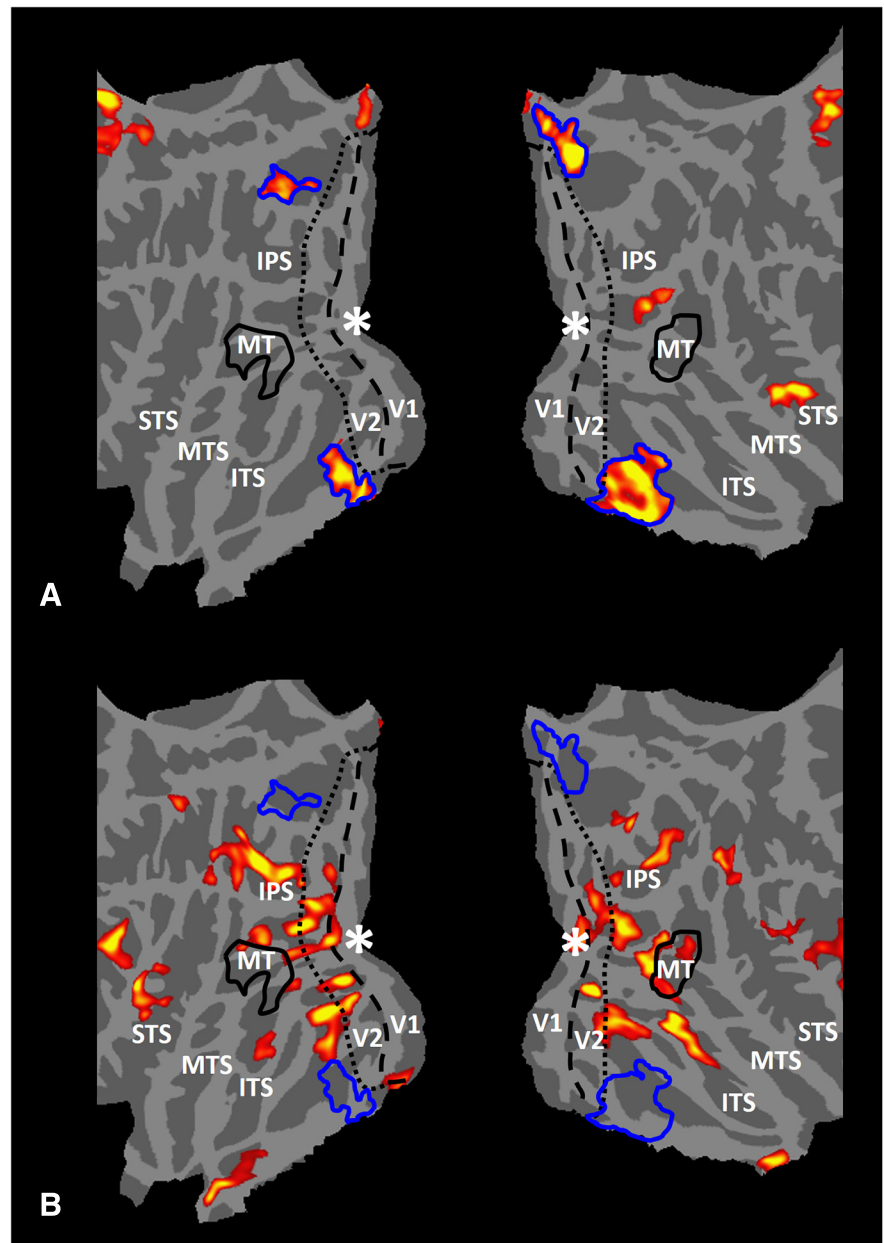 IPS IPS
* *
MT MT
STS V2 V1 V1 V2 STS
MTS MTS
ITS ITS
A
IPS IPS
* *
MT MT
STS V2 V1 V1 V2 STS
MTS MTS
ITS ITS
B